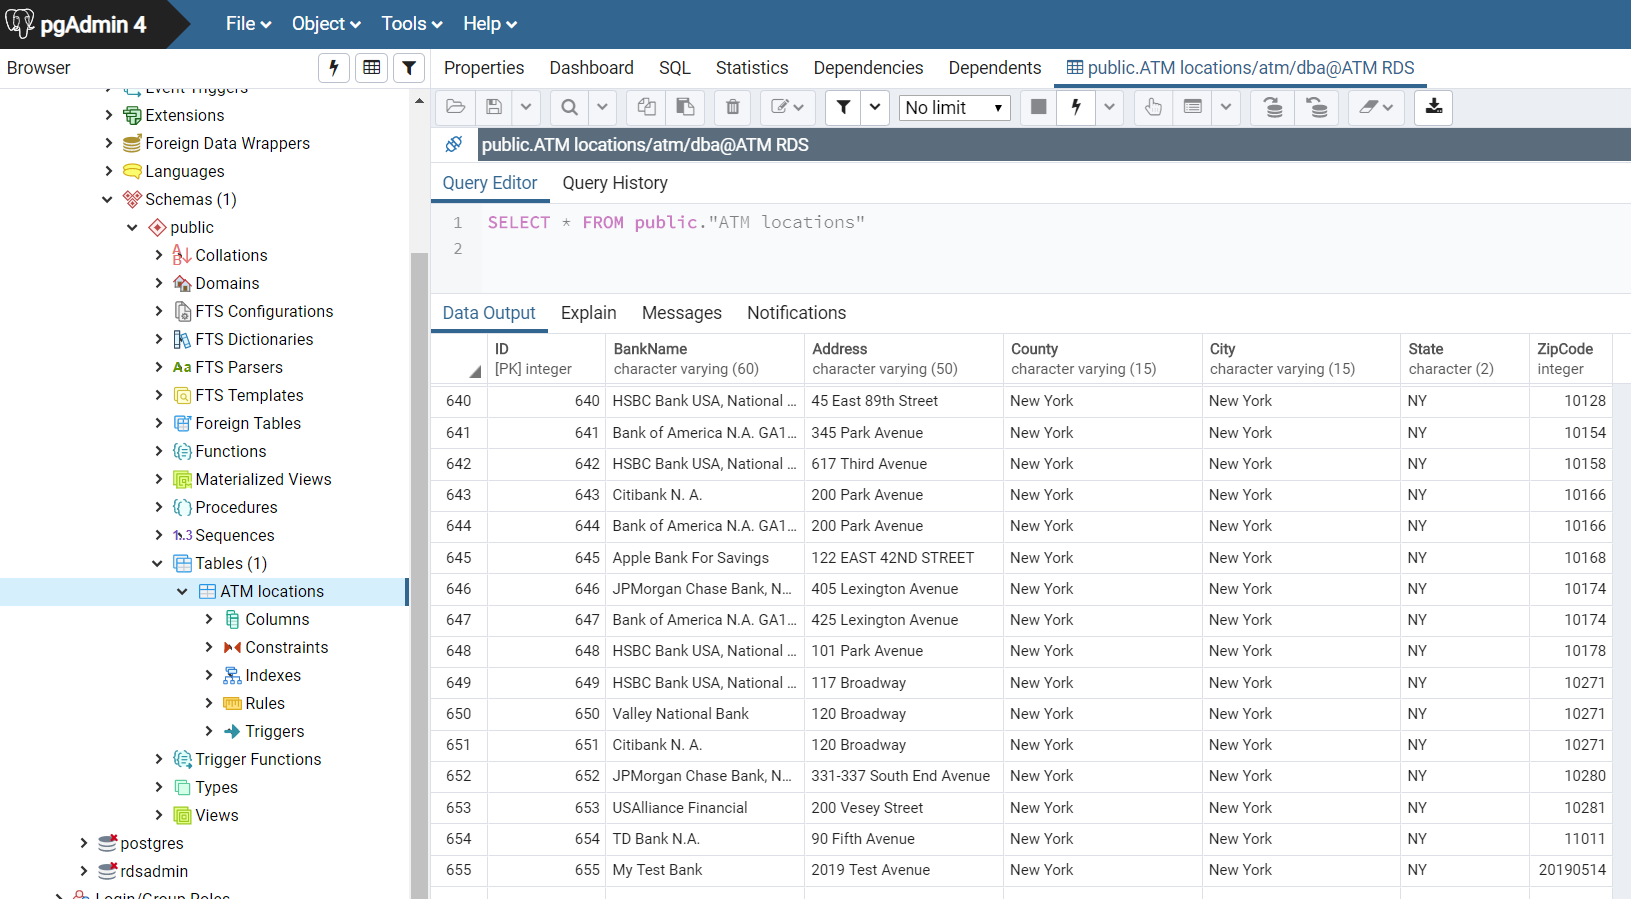 pgAdmin 4 File Object Tools Help
Browser
Properties Dashboard SQL Statistics Dependencies Dependents public.ATM locations/atm/dba@ATM RDS
No limit
public.ATM locations/atm/dba@ATM RDS
Query Editor Query History
1 SELECT * FROM public."ATM locations"
2
Event Triggers
Extensions
Foreign Data Wrappers
Languages
Schemas (1)
public
Collations
Domains
FTS Configurations
FTS Dictionaries
Aa FTS Parsers
FTS Templates
Foreign Tables
Functions
Materialized Views
Procedures
1..3 Sequences
Tables (1)
ATM locations
Columns
Constraints
Indexes
Rules
Triggers
Trigger Functions
Types
Views
postgres
rdsadmin
Login/Group Roles
Data Output Explain Messages Notifications
ID BankName Address County City State ZipCode
[PK] integer character varying (60) character varying (50) character varying (15) character varying (15) character (2) integer
640 640 HSBC Bank USA, National ... 45 East 89th Street New York New York NY 10128
641 641 Bank of America N.A. GA1... 345 Park Avenue New York New York NY 10154
642 642 HSBC Bank USA, National ... 617 Third Avenue New York New York NY 10158
643 643 Citibank N. A. 200 Park Avenue New York New York NY 10166
644 644 Bank of America N.A. GA1... 200 Park Avenue New York New York NY 10166
645 645 Apple Bank For Savings 122 EAST 42ND STREET New York New York NY 10168
646 646 JPMorgan Chase Bank, N... 405 Lexington Avenue New York New York NY 10174
647 647 Bank of America N.A. GA1... 425 Lexington Avenue New York New York NY 10174
648 648 HSBC Bank USA, National ... 101 Park Avenue New York New York NY 10178
649 649 HSBC Bank USA, National ... 117 Broadway New York New York NY 10271
650 650 Valley National Bank 120 Broadway New York New York NY 10271
651 651 Citibank N. A. 120 Broadway New York New York NY 10271
652 652 JPMorgan Chase Bank, N... 331-337 South End Avenue New York New York NY 10280
653 653 USAlliance Financial 200 Vesey Street New York New York NY 10281
654 654 TD Bank N.A. 90 Fifth Avenue New York New York NY 11011
655 655 My Test Bank 2019 Test Avenue New York New York NY 20190514